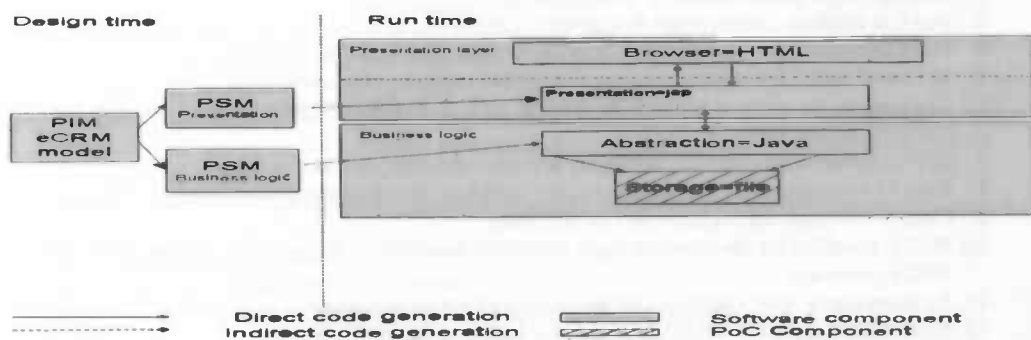 Design time
Run time
Presentation layer
Browser=HTML
Presentation=jsp
PIM
eCRM
model
PSM
Presentation
PSM
Business logic
Business logic
Abstraction=Java
Storage=file
Direct code generation
Indirect code generation
Software component
PoC Component